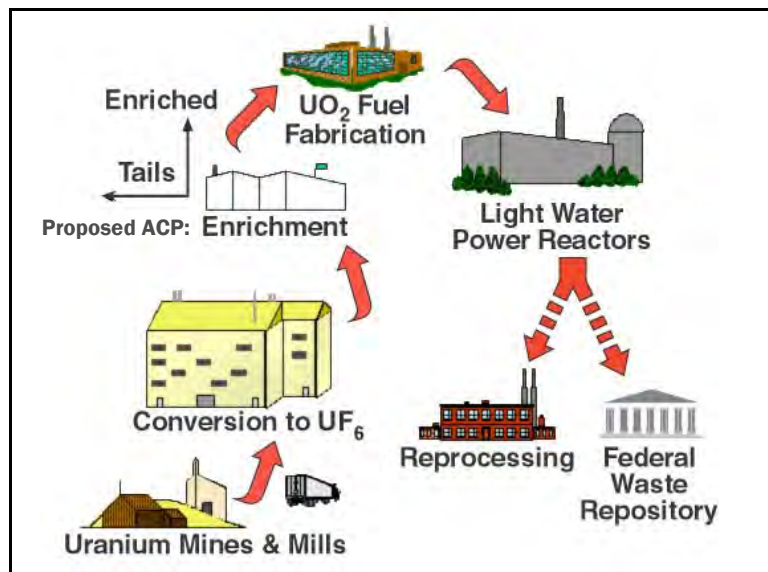 Enriched
Tails
UO₂ Fuel
Fabrication
Proposed ACP: Enrichment
Light Water
Power Reactors
Conversion to UF₆
Reprocessing
Federal
Waste
Repository
Uranium Mines & Mills